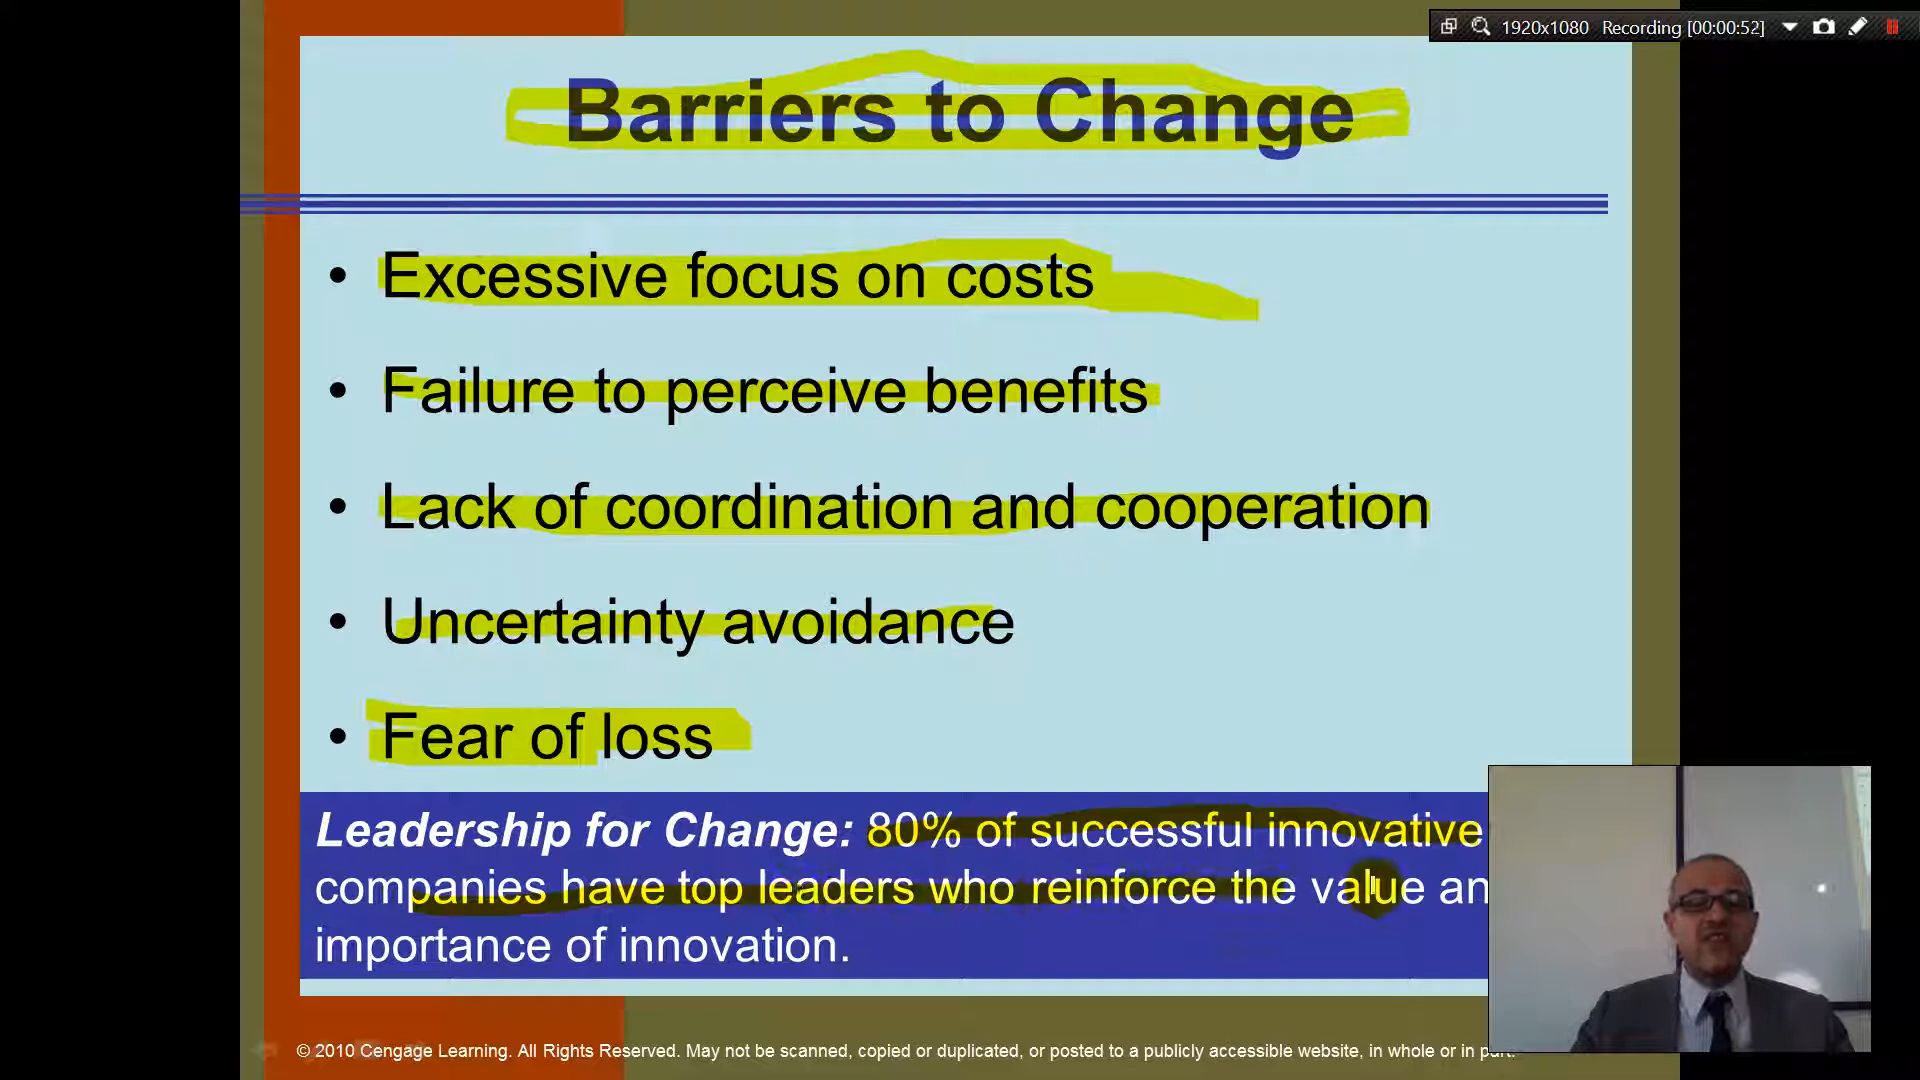 1920x1080 Recording [00:00:52]
Barriers to Change
• Excessive focus on costs
• Failure to perceive benefits
• Lack of coordination and cooperation
• Uncertainty avoidance
• Fear of loss
Leadership for Change: 80% of successful innovative
companies have top leaders who reinforce the value an
importance of innovation.
© 2010 Cengage Learning. All Rights Reserved. May not be scanned, copied or duplicated, or posted to a publicly accessible website, in whole or in part.